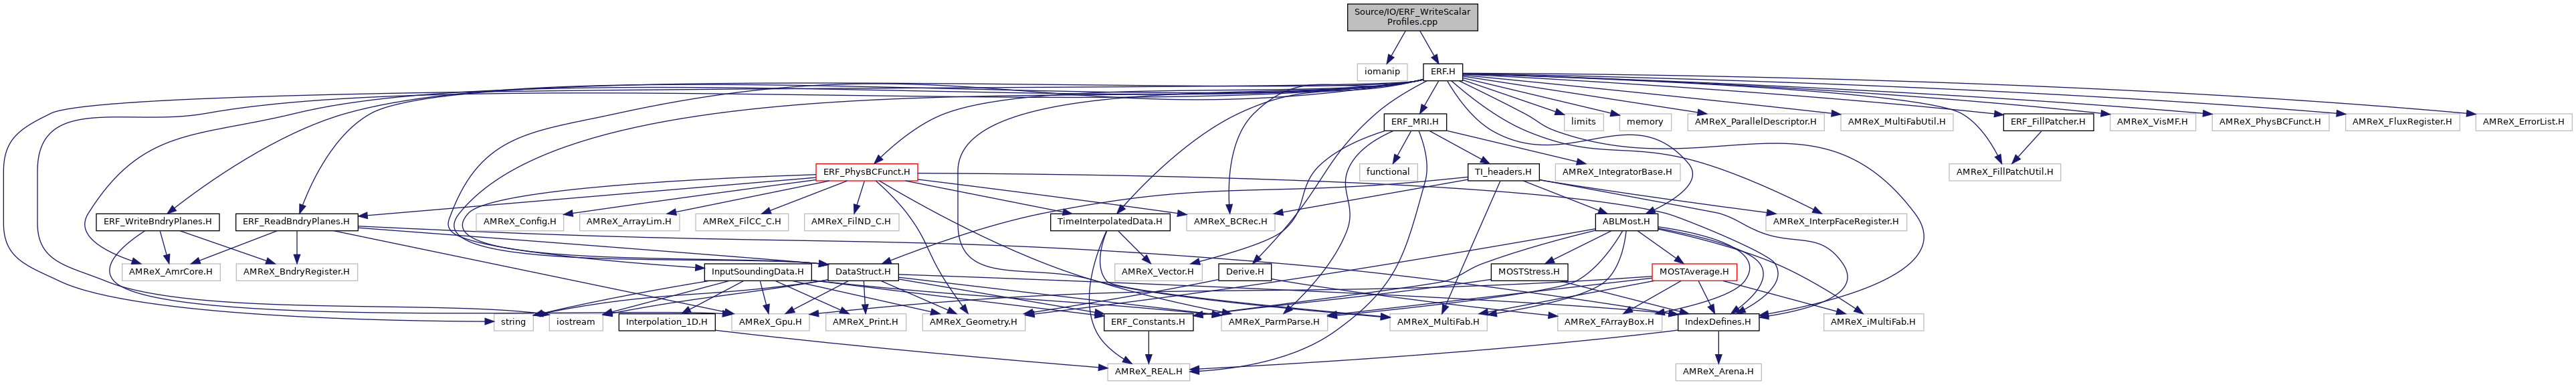 Source/IO/ERF_WriteScalar
Profiles.cpp
iomanip
ERF.H
ERF_MRI.H
limits
memory
AMReX_ParallelDescriptor.H
AMReX_MultiFabUtil.H
ERF_FillPatcher.H
AMReX_VisMF.H
AMReX_PhysBCFunct.H
AMReX_FluxRegister.H
AMReX_ErrorList.H
ERF_PhysBCFunct.H
functional
TI_headers.H
AMReX_IntegratorBase.H
AMReX_FillPatchUtil.H
ERF_WriteBndryPlanes.H
ERF_ReadBndryPlanes.H
AMReX_Config.H
AMReX_ArrayLim.H
AMReX_FilCC_C.H
AMReX_FilND_C.H
TimeInterpolatedData.H
AMReX_BCRec.H
ABLMost.H
AMReX_InterpFaceRegister.H
AMReX_AmrCore.H
AMReX_BndryRegister.H
InputSoundingData.H
DataStruct.H
AMReX_Vector.H
Derive.H
MOSTStress.H
MOSTAverage.H
string
iostream
Interpolation_1D.H
AMReX_Gpu.H
AMReX_Print.H
AMReX_Geometry.H
ERF_Constants.H
AMReX_ParmParse.H
AMReX_MultiFab.H
AMReX_FArrayBox.H
IndexDefines.H
AMReX_iMultiFab.H
AMReX_REAL.H
AMReX_Arena.H